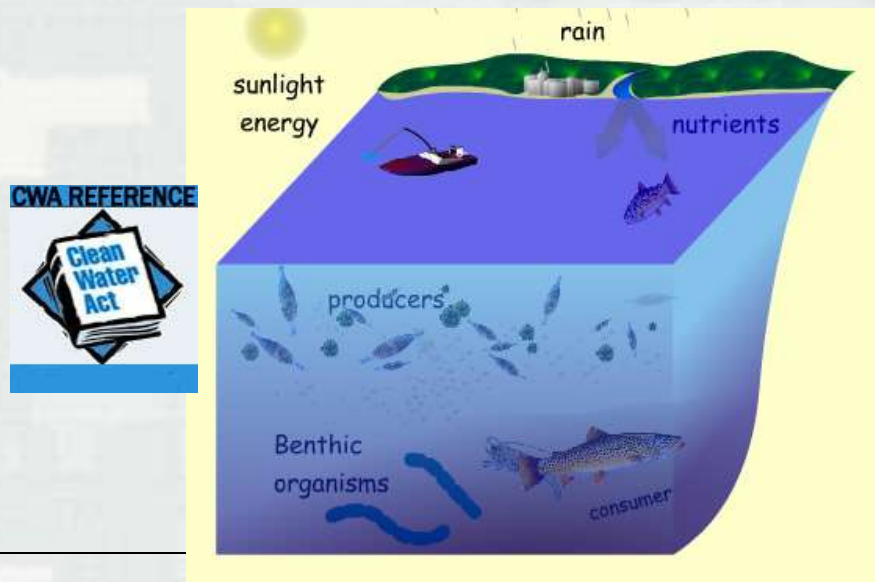 rain
sunlight
energy
nutrients
CWA REFERENCE
Clean
Water
Act
producers
Benthic
organisms
consumer